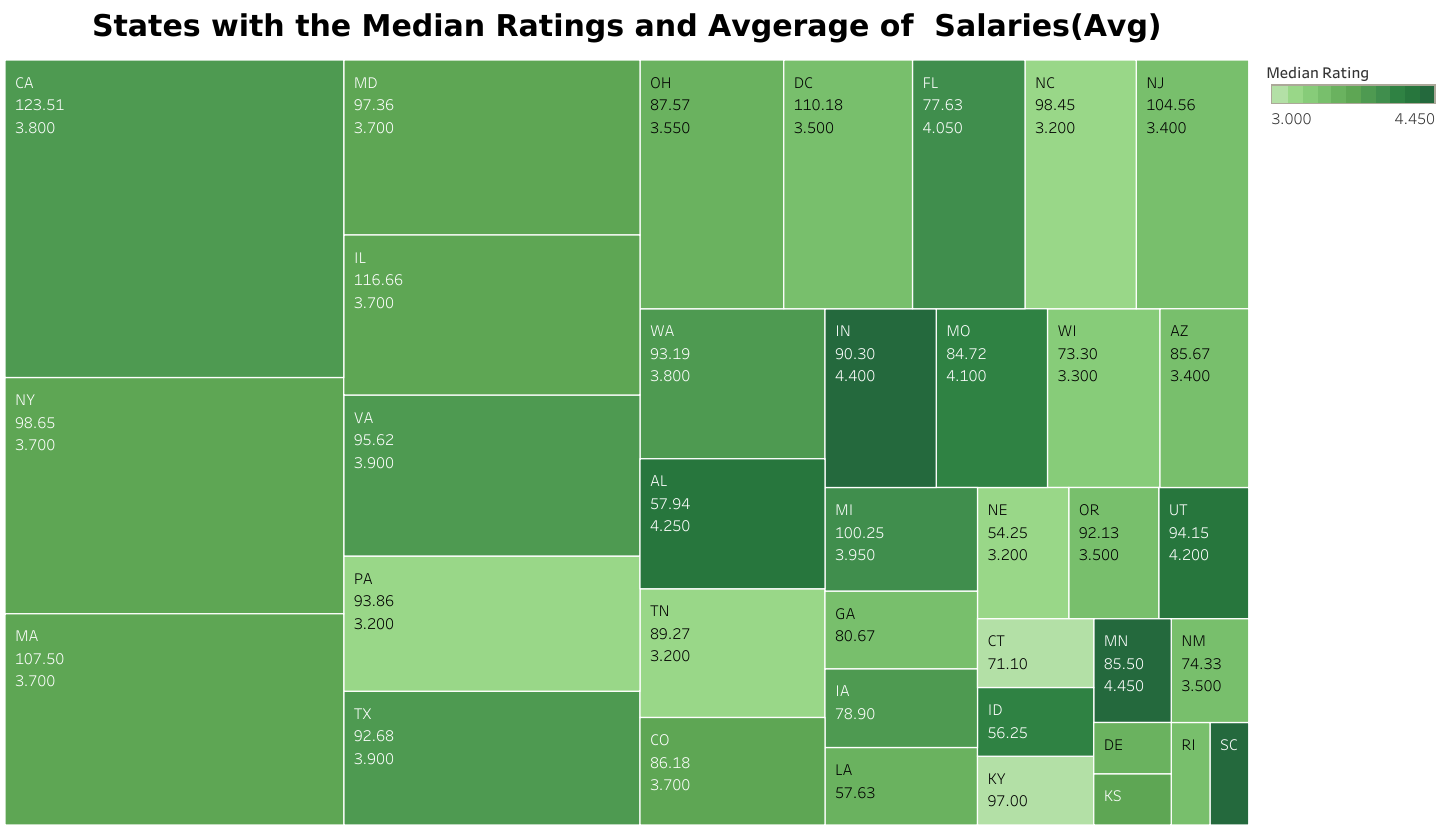 States with the Median Ratings and Avgerage of  Salaries(Avg)
CA
123.51
3.800
NY
98.65
3.700
MA
107.50
3.700
MD
97.36
3.700
IL
116.66
3.700
VA
95.62
3.900
PA
93.86
3.200
TX
92.68
3.900
OH
87.57
3.550
DC
110.18
3.500
FL
77.63
4.050
NC
98.45
3.200
NJ
104.56
3.400
WA
93.19
3.800
AL
57.94
4.250
TN
89.27
3.200
CO
86.18
3.700
IN
90.30
4.400
MO
84.72
4.100
WI
73.30
3.300
AZ
85.67
3.400
MI
100.25
3.950
GA
80.67
IA
78.90
LA
57.63
NE
54.25
3.200
OR
92.13
3.500
UT
94.15
4.200
CT
71.10
ID
56.25
KY
97.00
MN
85.50
4.450
NM
74.33
3.500
DE
KS
RI
SC
Median Rating
3.000
4.450